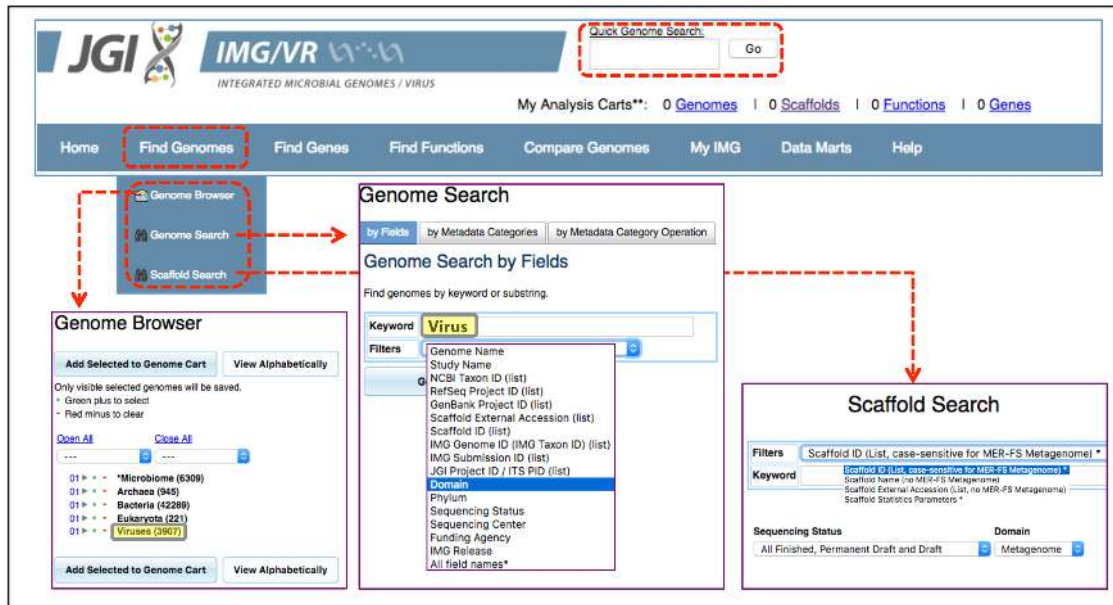 JGI
IMG/VR
INTEGRATED MICROBIAL GENOMES / VIRUS
Quick Genome Search:
Go
My Analysis Carts**: 0 Genomes | 0 Scaffolds | 0 Functions | 0 Genes
Home Find Genomes Find Genes Find Functions Compare Genomes My IMG Data Marts Help
Genome Browser
Genome Search
Scaffold Search
Genome Browser
Add Selected to Genome Cart View Alphabetically
Only visible selected genomes will be saved.
+ Green plus to select
- Red minus to clear
Open All Close All
--- ---
01 + - *Microbiome (6309)
01 + - Archaea (945)
01 + - Bacteria (42289)
01 + - Eukaryota (221)
01 + - Viruses (3907)
Add Selected to Genome Cart View Alphabetically
Genome Search
by Fields by Metadata Categories by Metadata Category Operation
Genome Search by Fields
Find genomes by keyword or substring.
Keyword Virus
Filters
G
Genome Name
Study Name
NCBI Taxon ID (list)
RefSeq Project ID (list)
GenBank Project ID (list)
Scaffold External Accession (list)
Scaffold ID (list)
IMG Genome ID (IMG Taxon ID) (list)
IMG Submission ID (list)
JGI Project ID / ITS PID (list)
Domain
Phylum
Sequencing Status
Sequencing Center
Funding Agency
IMG Release
All field names*
Scaffold Search
Filters Scaffold ID (List, case-sensitive for MER-FS Metagenome) *
Keyword
Scaffold ID (List, case-sensitive for MER-FS Metagenome) *
Scaffold Name (no MER-FS Metagenome)
Scaffold External Accession (List, no MER-FS Metagenome)
Scaffold Statistics Parameters *
Sequencing Status Domain
All Finished, Permanent Draft and Draft Metagenome